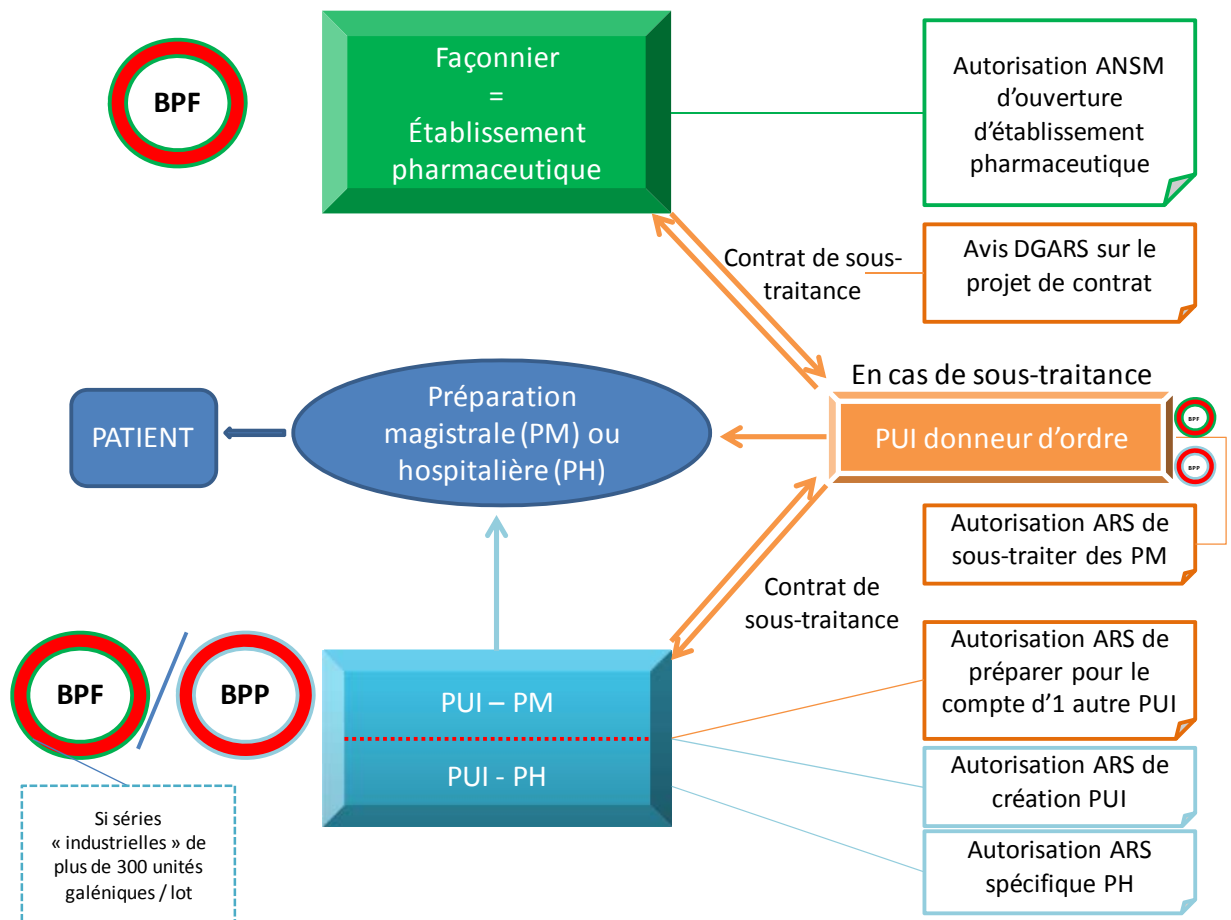 BPF
Façonnier
=
Établissement
pharmaceutique
Autorisation ANSM
d'ouverture
d'établissement
pharmaceutique
Contrat de sous-
traitance
Avis DGARS sur le
projet de contrat
En cas de sous-traitance
PATIENT
Préparation
magistrale (PM) ou
hospitalière (PH)
PUI donneur d'ordre
BPF
BPP
Autorisation ARS de
sous-traiter des PM
Contrat de
sous-traitance
BPF
BPP
PUI – PM
PUI - PH
Autorisation ARS de
préparer pour le
compte d'1 autre PUI
Autorisation ARS de
création PUI
Autorisation ARS
spécifique PH
Si séries
« industrielles » de
plus de 300 unités
galéniques / lot